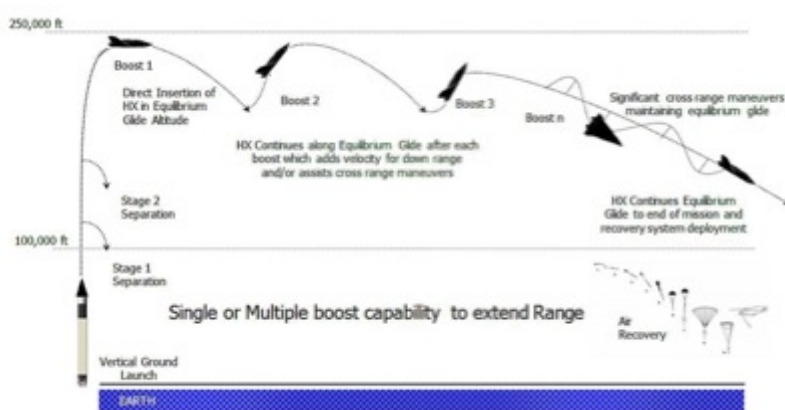 250,000 ft
Boost 1
Direct Insertion of
HX in Equilibrium
Glide Altitude
Boost 2
Boost 3
Boost n
Significant cross range maneuvers
maintaining equilibrium glide
HX Continues along Equilibrium Glide after each
boost which adds velocity for down range
and/or assists cross range maneuvers
Stage 2
Separation
HX Continues Equilibrium
Glide to end of mission and
recovery system deployment
100,000 ft
Stage 1
Separation
Single or Multiple boost capability to extend Range
Air
Recovery
Vertical Ground
Launch
EARTH